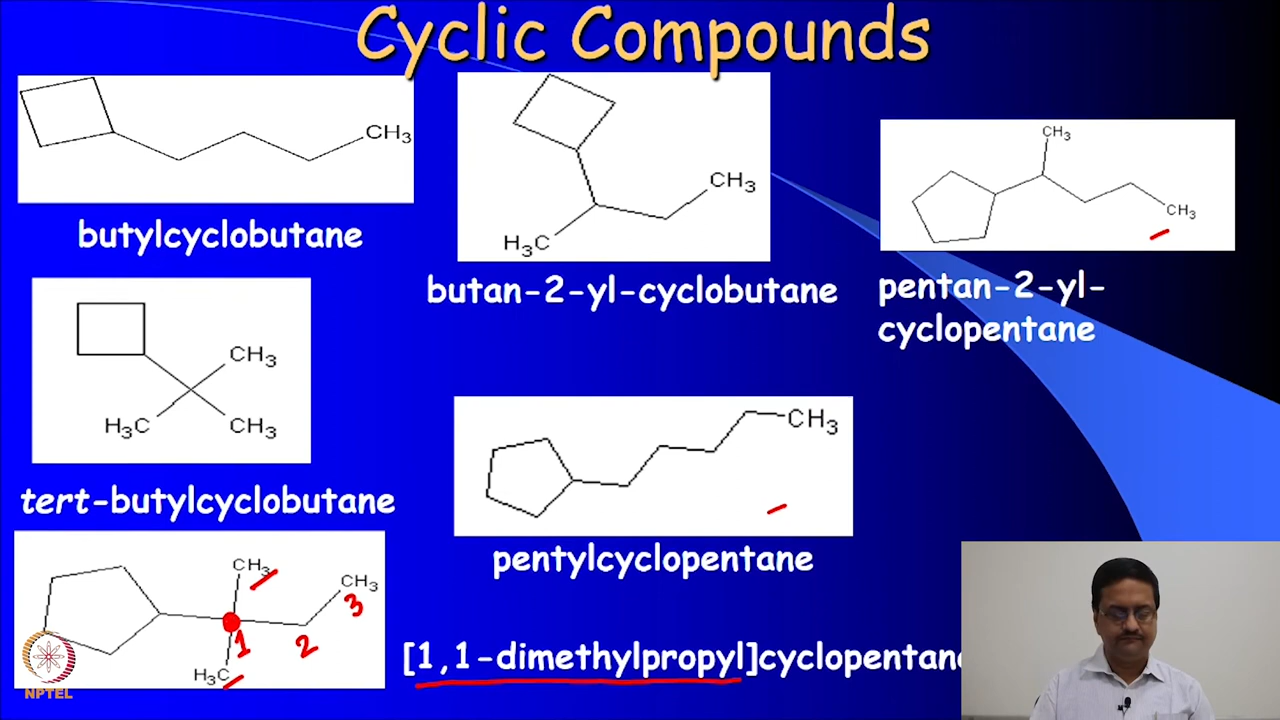 Cyclic Compounds
CH3
butylcyclobutane
CH3
H3C
butan-2-yl-cyclobutane
CH3
CH3
pentan-2-yl-
cyclopentane
CH3
H3C
CH3
tert-butylcyclobutane
CH3
pentylcyclopentane
CH3
CH3
H3C
1
2
3
[1,1-dimethylpropyl]cyclopentan
NPTEL